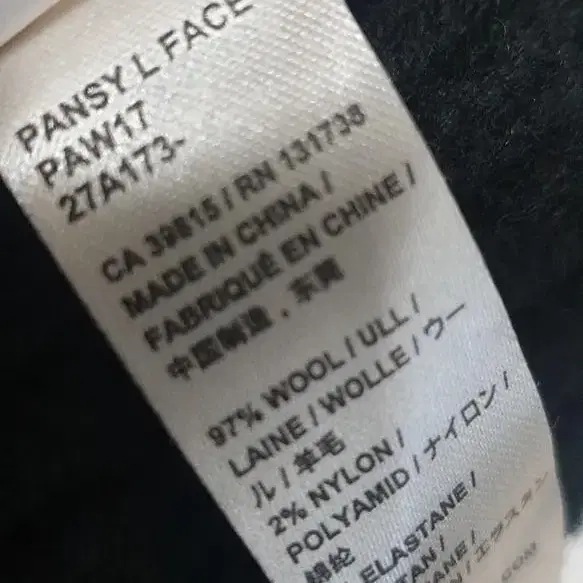 PANSY L FACE
PAW17
27A173-
CA 39815 / RN 131738
MADE IN CHINA /
FABRIQUÉ EN CHINE /
中国制造，东莞
97% WOOL / ULL /
LAINE / WOLLE / ウー
ル / 羊毛
2% NYLON /
POLYAMID / ナイロン /
锦纶
ELASTANE /